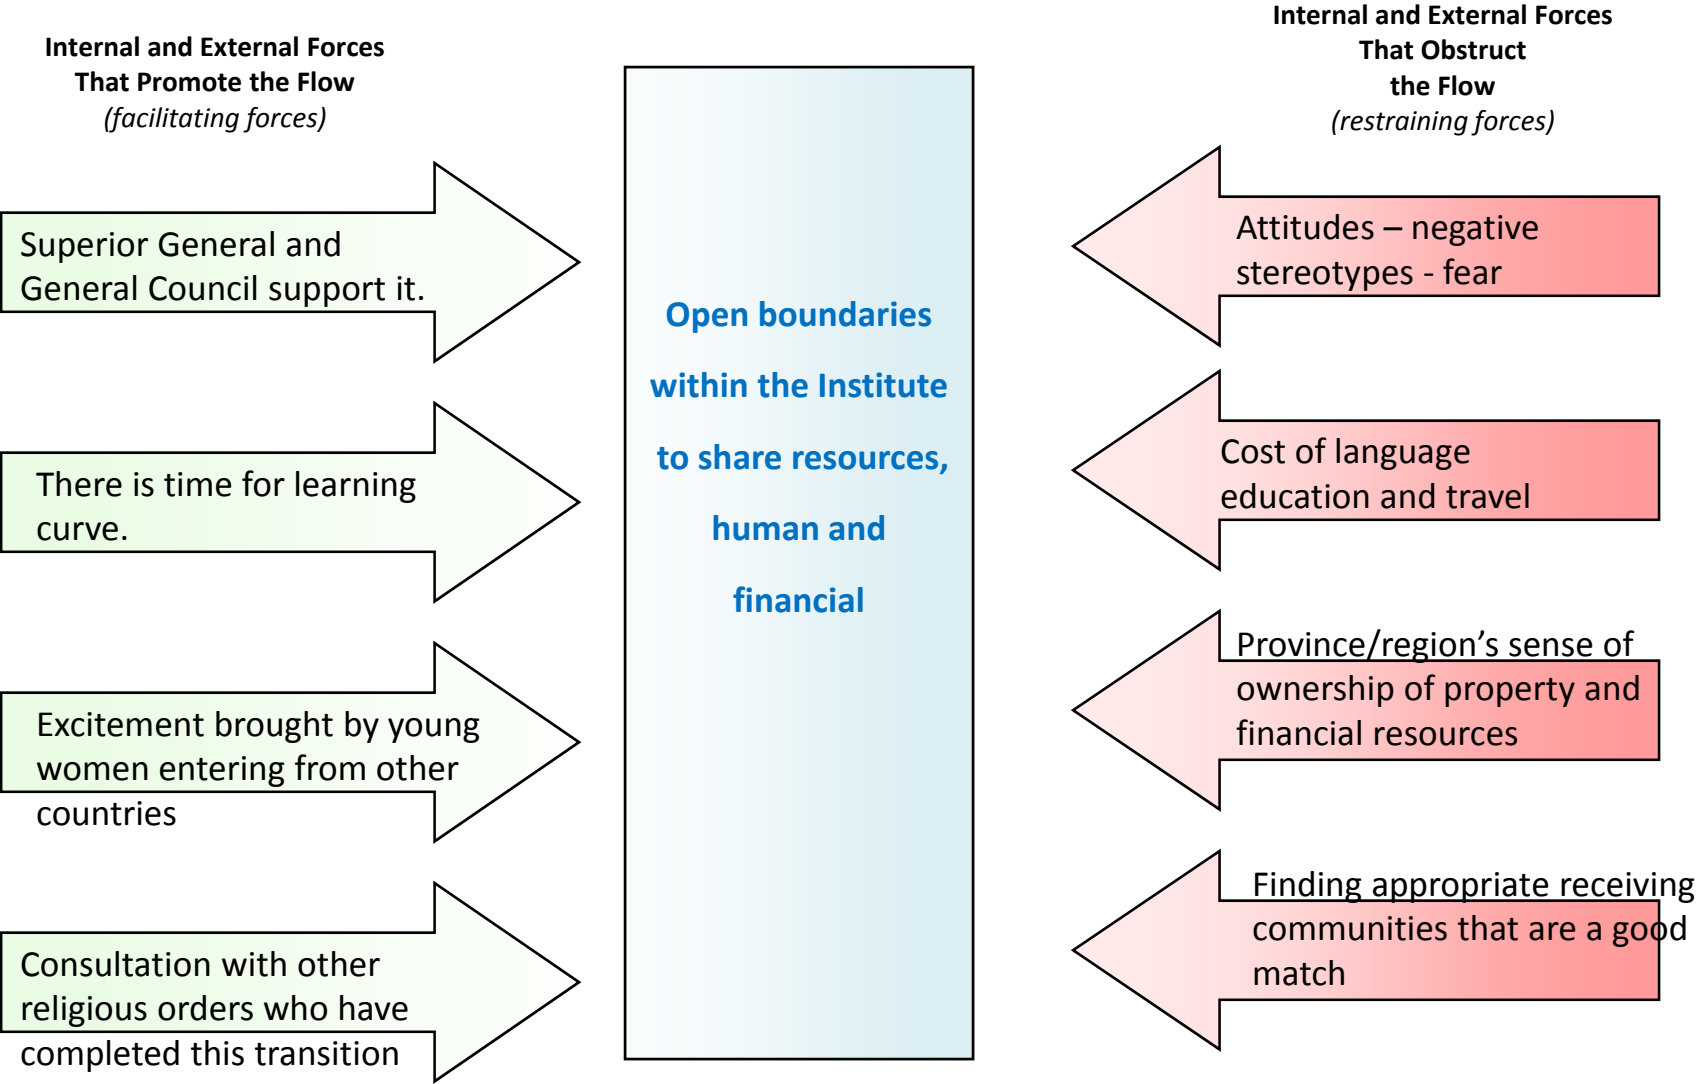 Internal and External Forces
That Promote the Flow
(facilitating forces)
Superior General and
General Council support it.
There is time for learning
curve.
Excitement brought by young
women entering from other
countries
Consultation with other
religious orders who have
completed this transition
Open boundaries
within the Institute
to share resources,
human and
financial
Internal and External Forces
That Obstruct
the Flow
(restraining forces)
Attitudes – negative
stereotypes - fear
Cost of language
education and travel
Province/region’s sense of
ownership of property and
financial resources
Finding appropriate receiving
communities that are a good
match